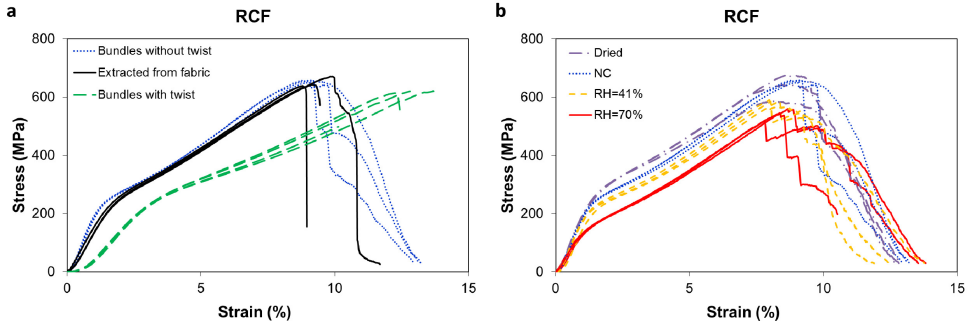 a
RCF
800
600
400
200
0
Stress (MPa)
0
5
10
15
Strain (%)
Bundles without twist
Extracted from fabric
Bundles with twist
b
RCF
800
600
400
200
0
Stress (MPa)
0
5
10
15
Strain (%)
Dried
NC
RH=41%
RH=70%